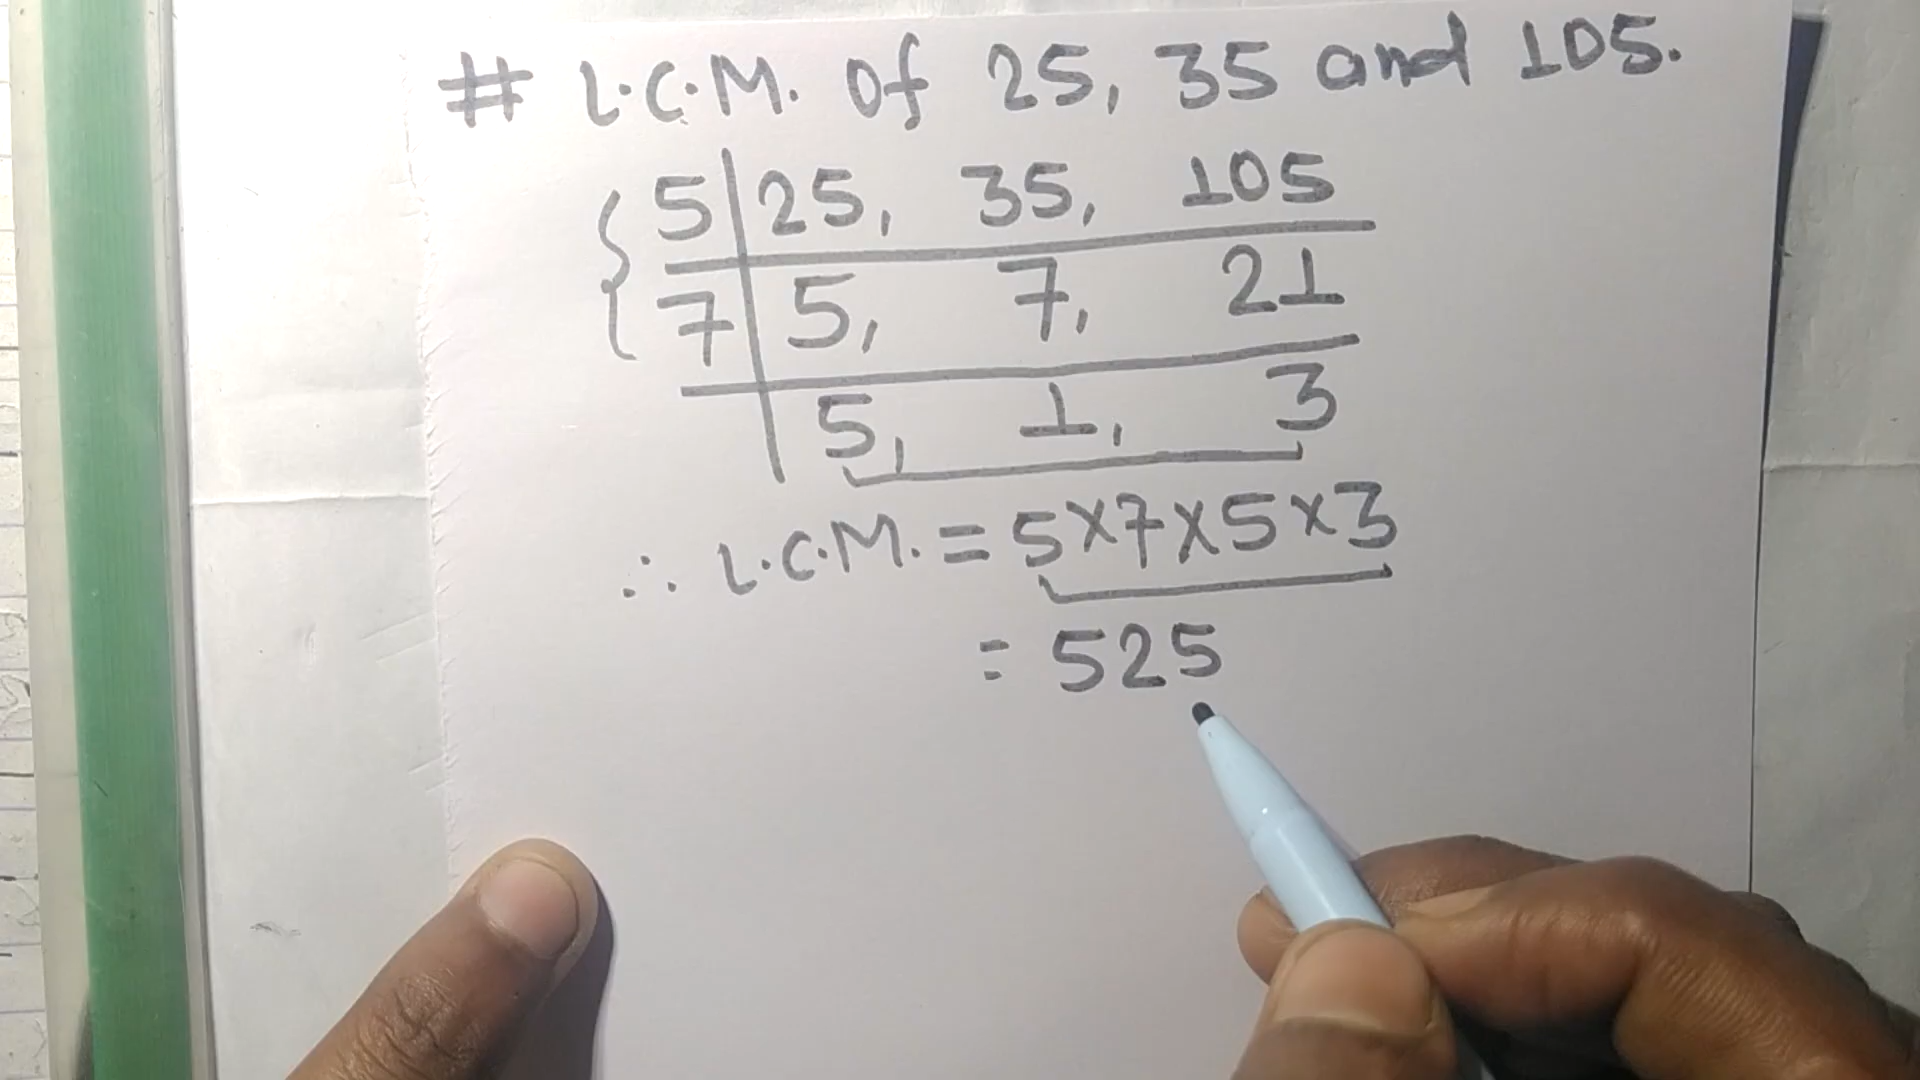 # L.C.M. of 25, 35 and 105.
5 | 25, 35, 105
7 | 5, 7, 21
5, 1, 3
∴ L.C.M. = 5×7×5×3
= 525